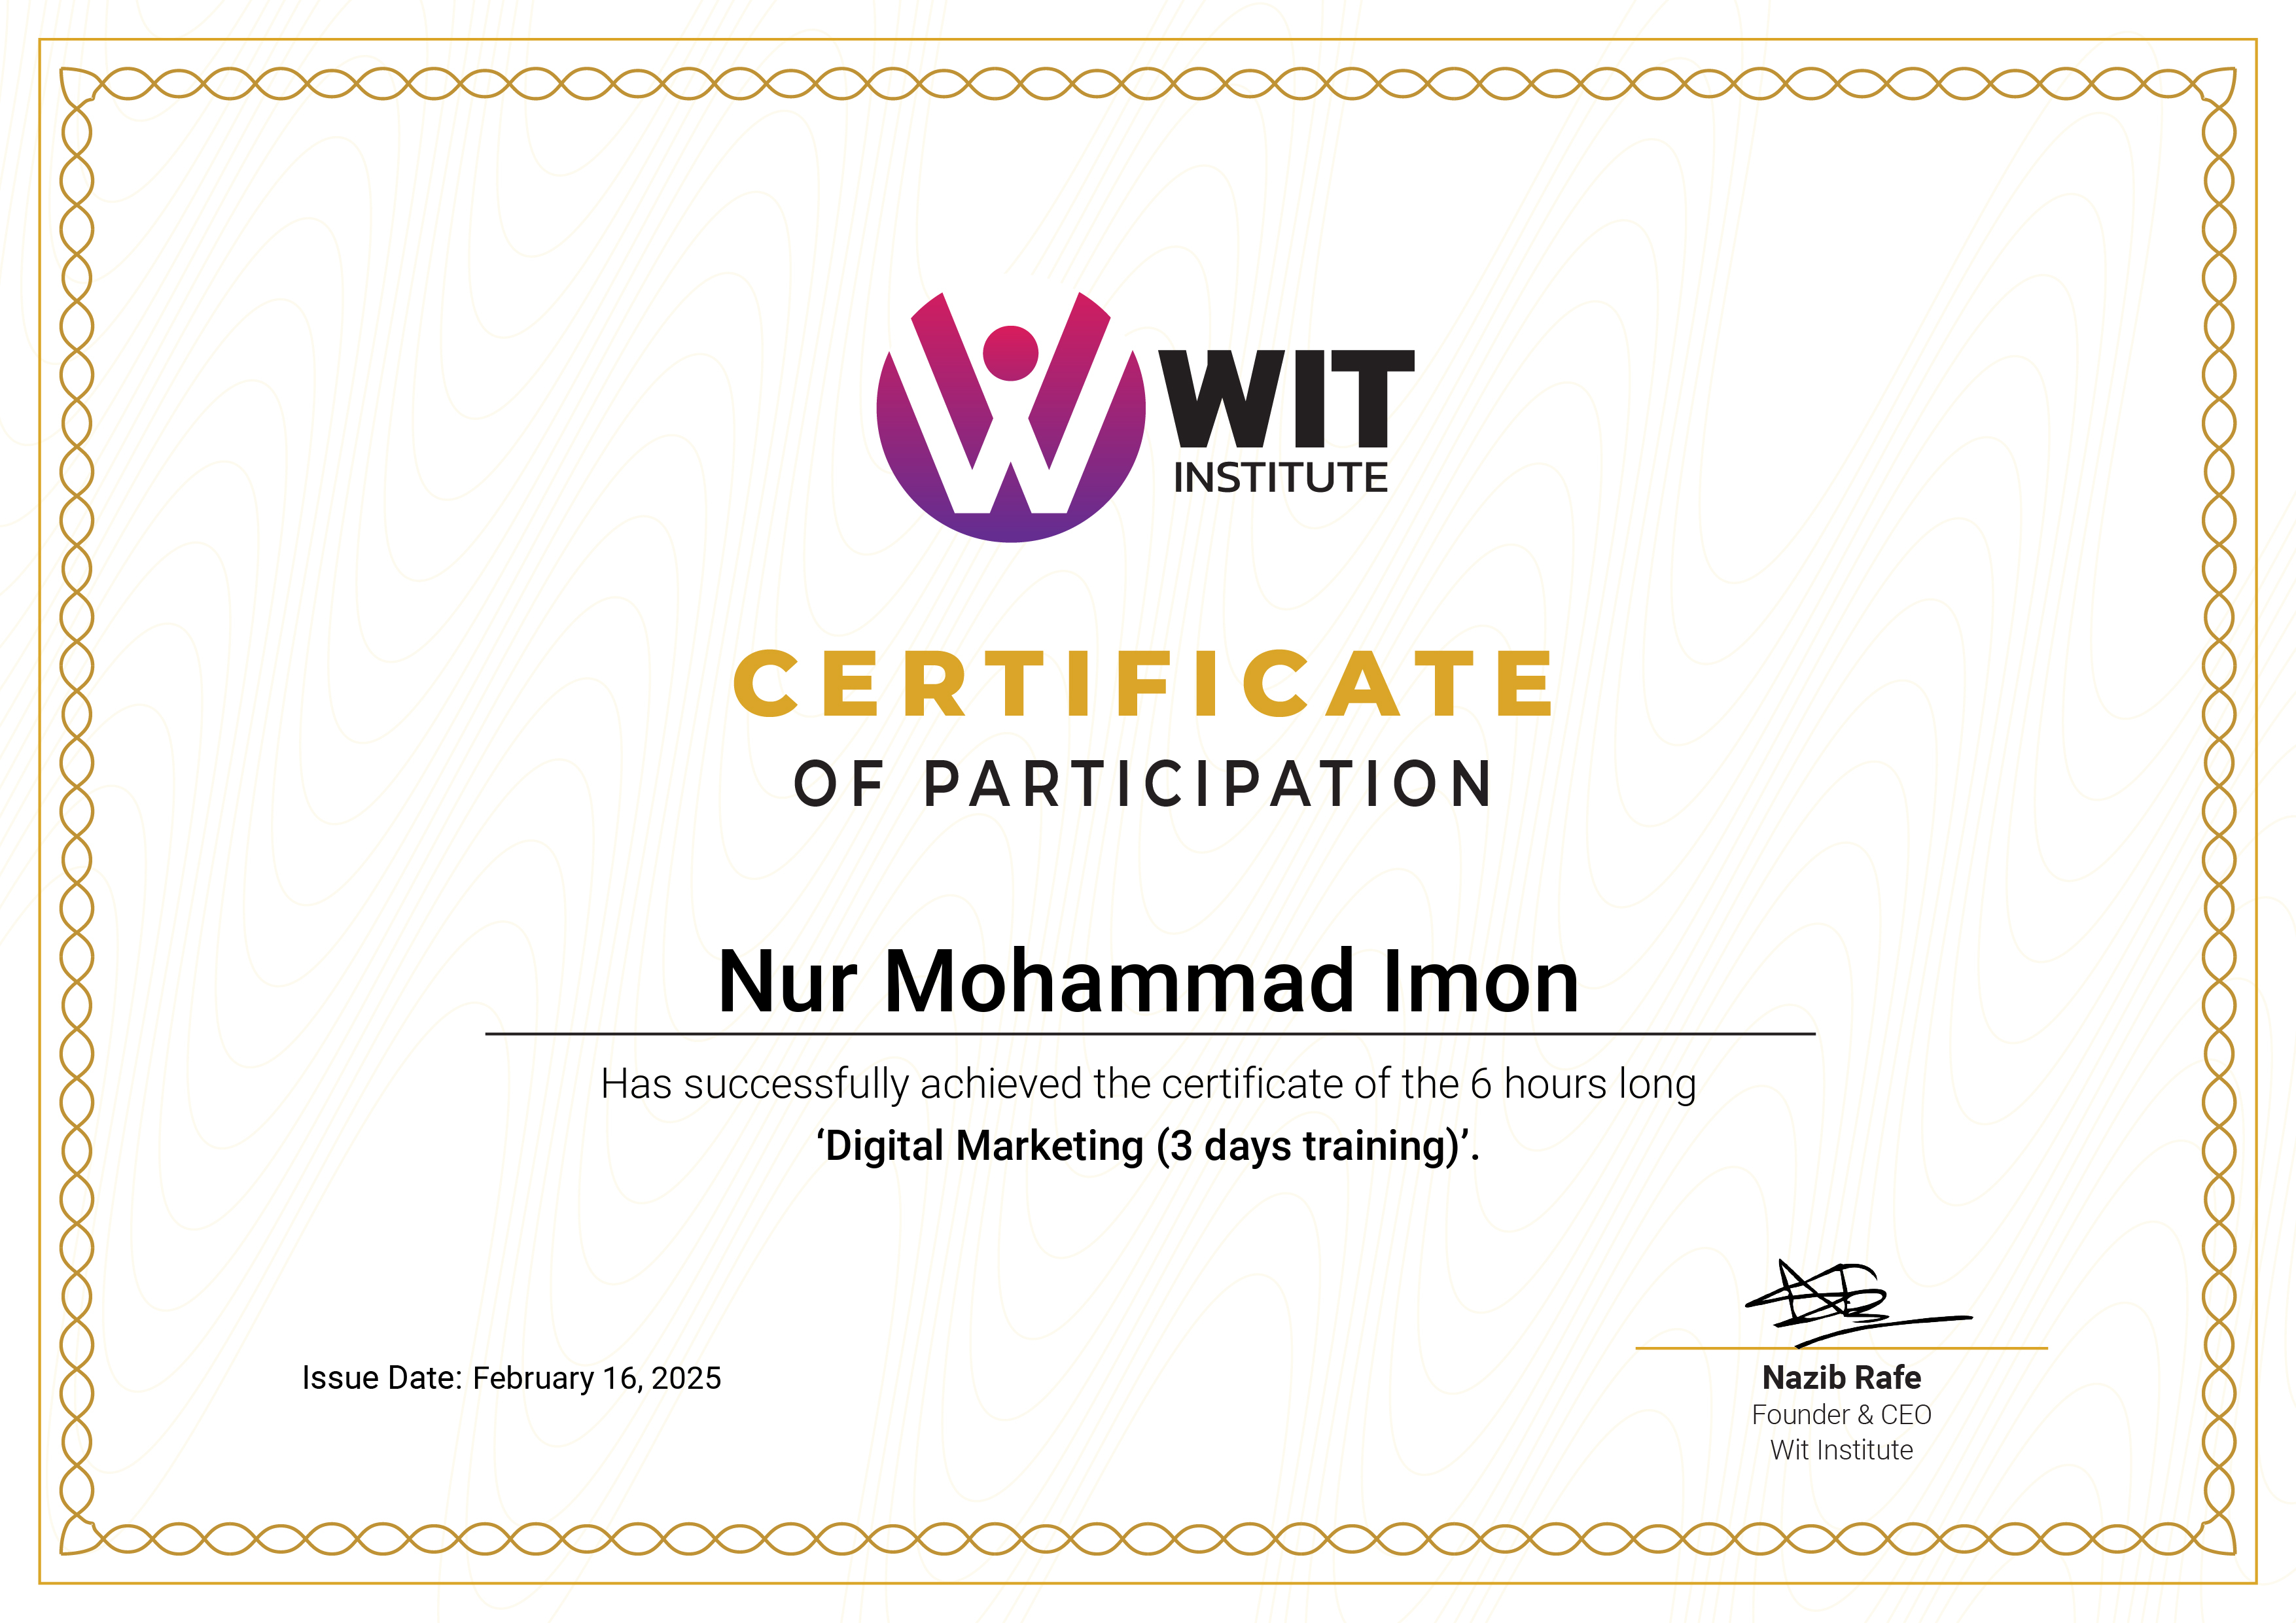 WIT
INSTITUTE
CERTIFICATE
OF PARTICIPATION
Nur Mohammad Imon
Has successfully achieved the certificate of the 6 hours long
‘Digital Marketing (3 days training)’.
Issue Date: February 16, 2025
Nazib Rafe
Founder & CEO
Wit Institute